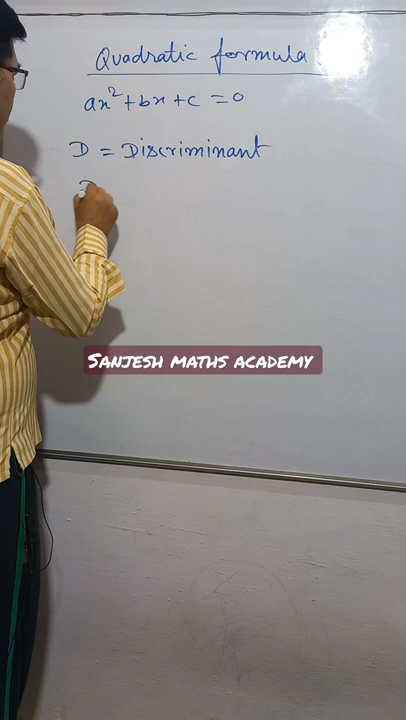 Quadratic formula
ax²+bx+c=0
D = Discriminant
D
SANJESH MATHS ACADEMY